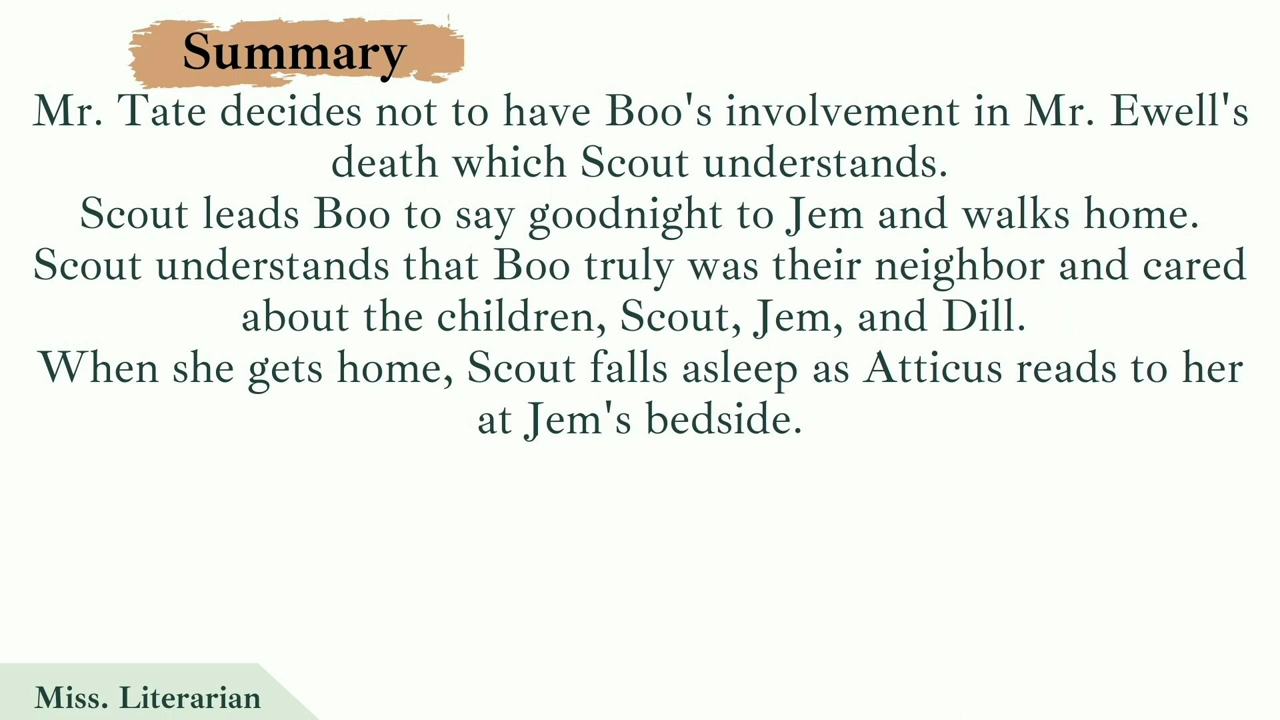 Summary
Mr. Tate decides not to have Boo's involvement in Mr. Ewell's
death which Scout understands.
Scout leads Boo to say goodnight to Jem and walks home.
Scout understands that Boo truly was their neighbor and cared
about the children, Scout, Jem, and Dill.
When she gets home, Scout falls asleep as Atticus reads to her
at Jem's bedside.
Miss. Literarian